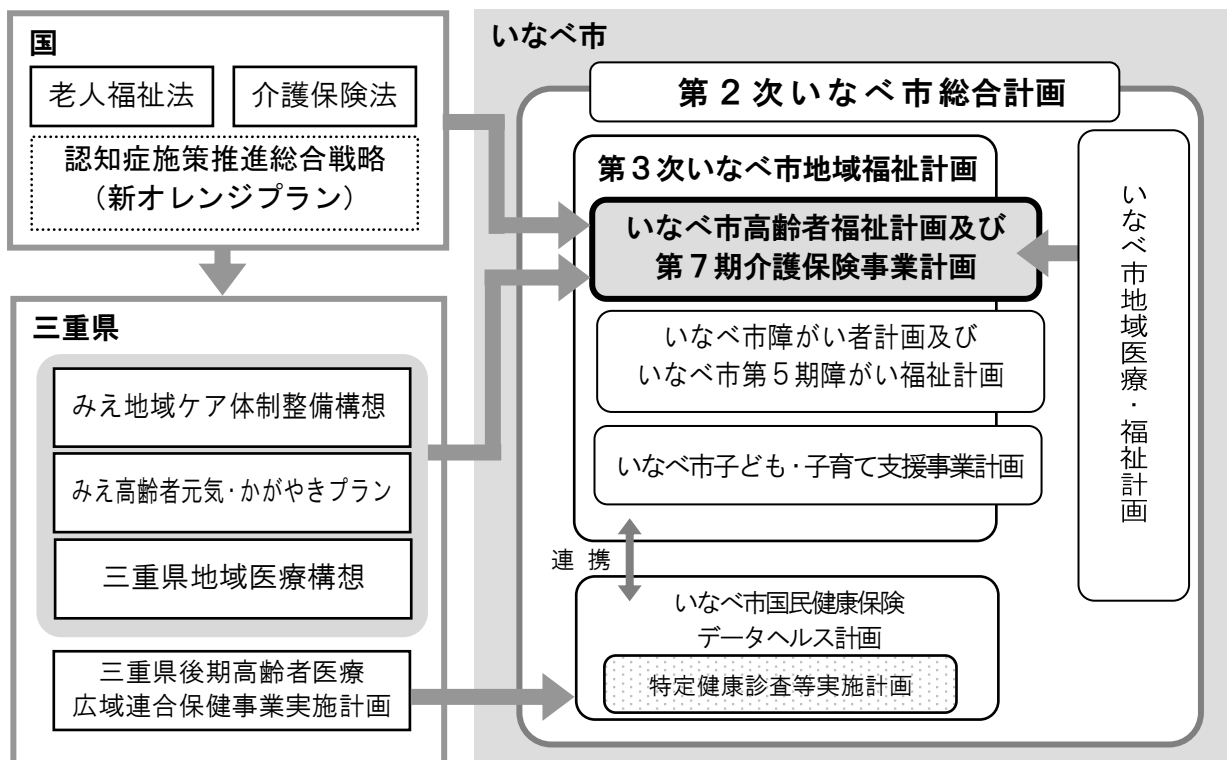 国
老人福祉法
介護保険法
認知症施策推進総合戦略
（新オレンジプラン）
三重県
みえ地域ケア体制整備構想
みえ高齢者元気･かがやきプラン
三重県地域医療構想
三重県後期高齢者医療
広域連合保健事業実施計画
いなべ市
第２次いなべ市総合計画
第３次いなべ市地域福祉計画
いなべ市高齢者福祉計画及び
第７期介護保険事業計画
いなべ市障がい者計画及び
いなべ市第５期障がい福祉計画
いなべ市子ども･子育て支援事業計画
連 携
いなべ市国民健康保険
データヘルス計画
特定健康診査等実施計画
いなべ市地域医療・福祉計画